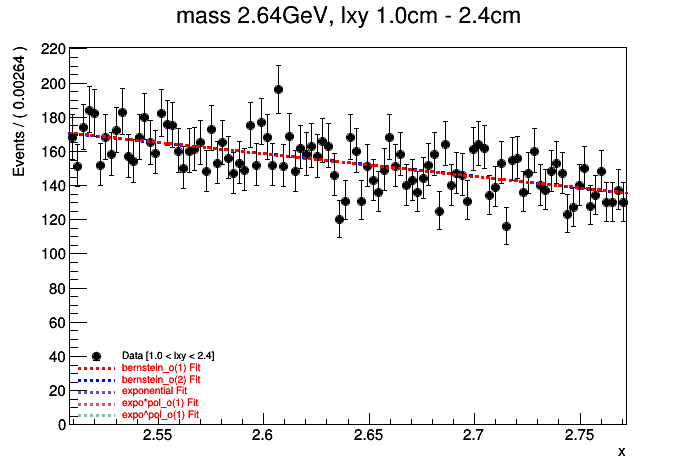 mass 2.64GeV, lxy 1.0cm - 2.4cm
Events / ( 0.00264 )
220
200
180
160
140
120
100
80
60
40
20
0
Data [1.0 < lxy < 2.4]
bernstein_o(1) Fit
bernstein_o(2) Fit
exponential Fit
expo*pol_o(1) Fit
expo^pol_o(1) Fit
2.55 2.6 2.65 2.7 2.75
x